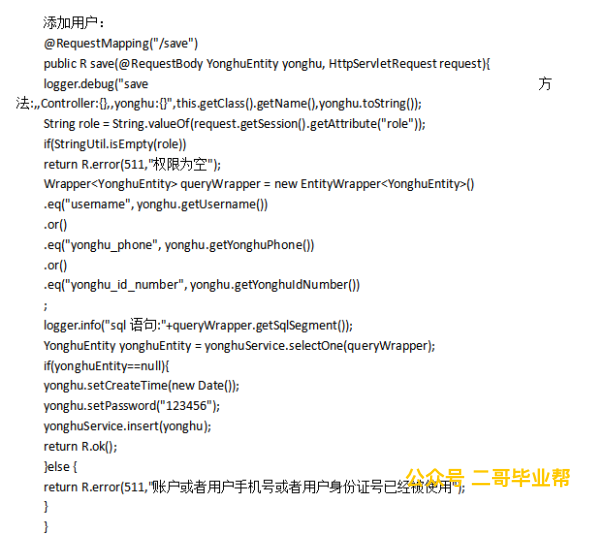 添加用户：
@RequestMapping("/save")
public R save(@RequestBody YonghuEntity yonghu, HttpServletRequest request){
logger.debug("save 方
法:,,Controller:{},,yonghu:{}",this.getClass().getName(),yonghu.toString());
String role = String.valueOf(request.getSession().getAttribute("role"));
if(StringUtil.isEmpty(role))
return R.error(511,"权限为空");
Wrapper<YonghuEntity> queryWrapper = new EntityWrapper<YonghuEntity>()
.eq("username", yonghu.getUsername())
.or()
.eq("yonghu_phone", yonghu.getYonghuPhone())
.or()
.eq("yonghu_id_number", yonghu.getYonghuIdNumber())
;
logger.info("sql 语句:"+queryWrapper.getSqlSegment());
YonghuEntity yonghuEntity = yonghuService.selectOne(queryWrapper);
if(yonghuEntity==null){
yonghu.setCreateTime(new Date());
yonghu.setPassword("123456");
yonghuService.insert(yonghu);
return R.ok();
}else {
return R.error(511,"账户或者用户手机号或者用户身份证号已经被使用");
}
}
公众号 二哥毕业帮